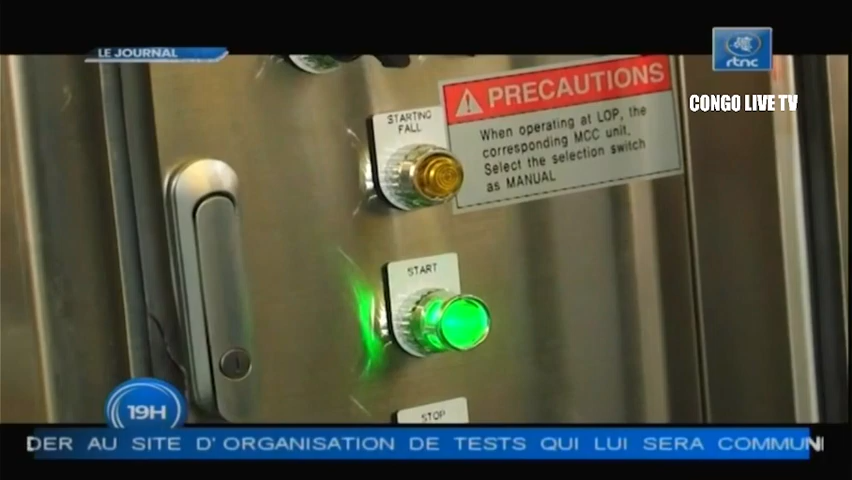 LE JOURNAL
rtnc
CONGO LIVE TV
PRECAUTIONS
When operating at LOP, the
corresponding MCC unit.
Select the selection switch
as MANUAL
STARTING
FALL
START
STOP
19H
DER AU SITE D'ORGANISATION DE TESTS QUI LUI SERA COMMUNI